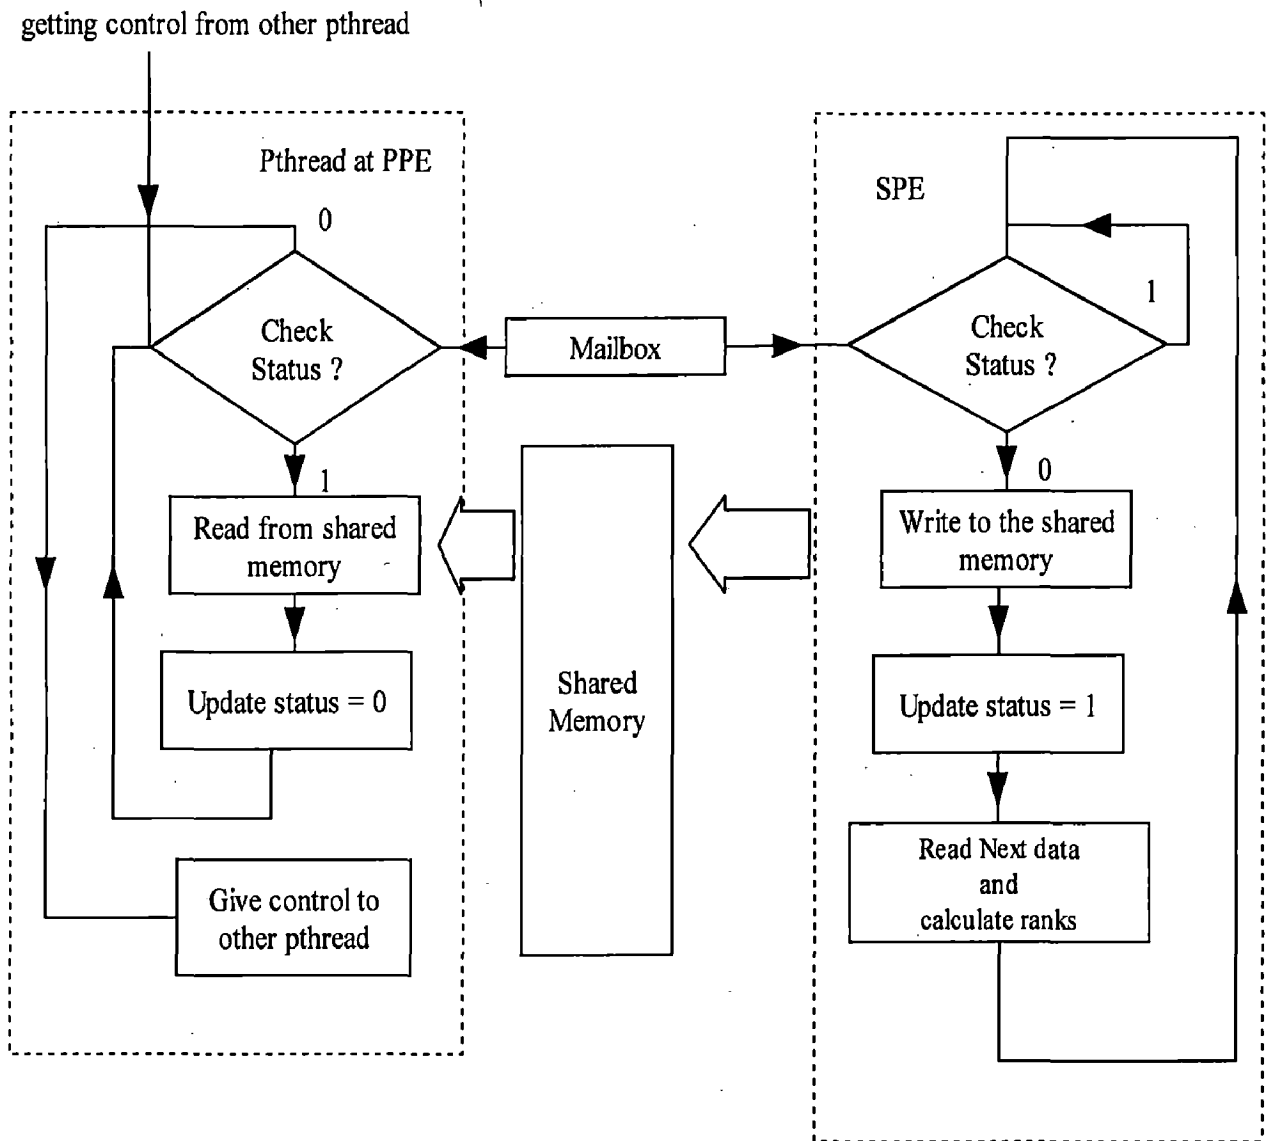 getting control from other pthread
Pthread at PPE
0
Check
Status ?
1
Read from shared
memory
Update status = 0
Give control to
other pthread
Mailbox
Shared
Memory
SPE
1
Check
Status ?
0
Write to the shared
memory
Update status = 1
Read Next data
and
calculate ranks